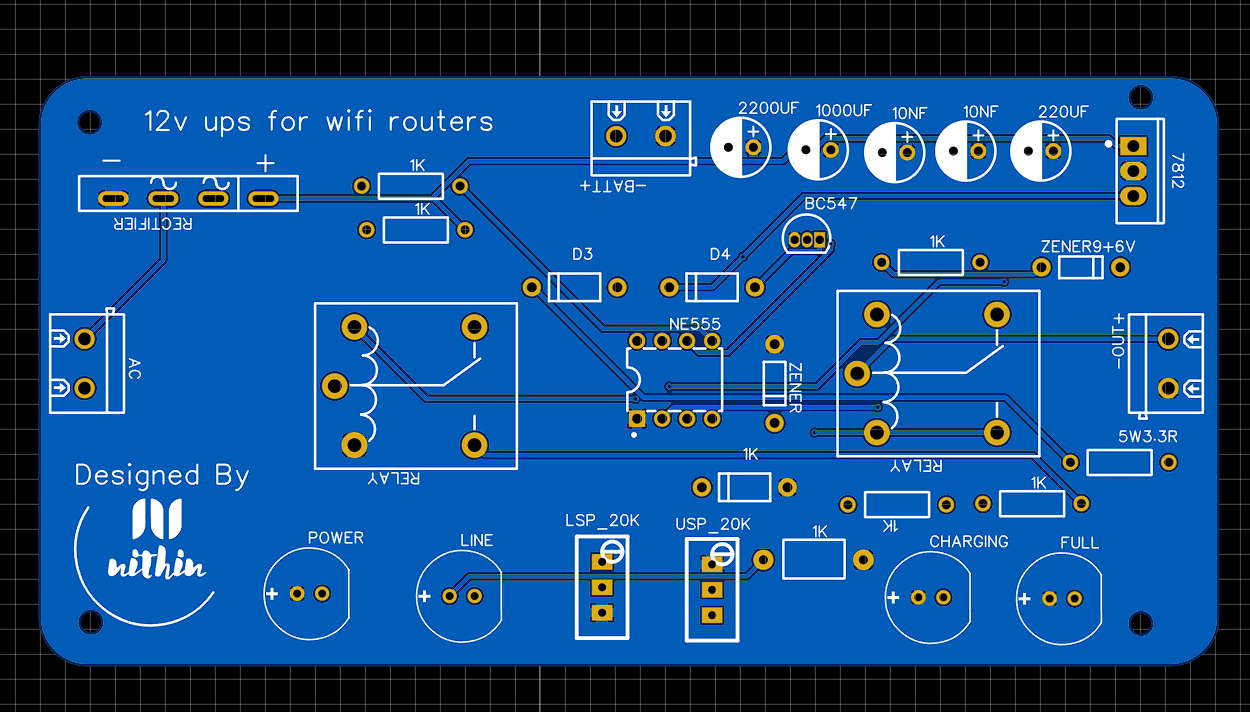 12v ups for wifi routers
2200UF
1000UF
10NF
10NF
220UF
− +
1K
1K
RECTIFIER
−BATT+
7812
BC547
D3
D4
1K
ZENER9+6V
NE555
AC
ZENER
+OUT-
RELAY
RELAY
5W3.3R
Designed By
nithin
1K
1K
1K
LSP_20K
USP_20K
1K
POWER
LINE
CHARGING
FULL
+
+
+
+